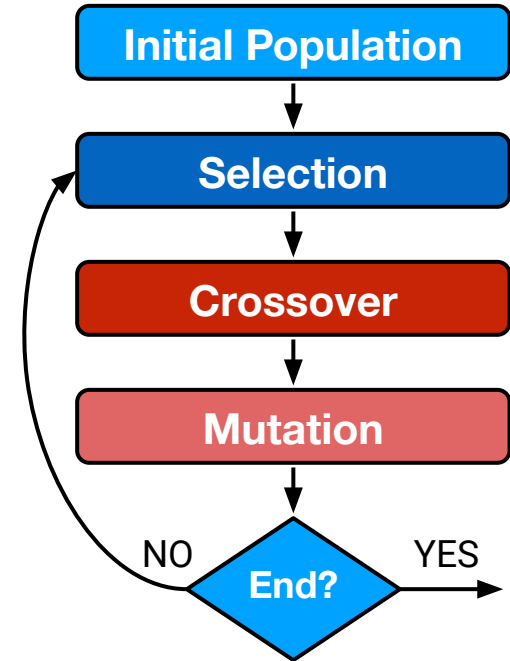 Initial Population
Selection
Crossover
Mutation
NO
End?
YES